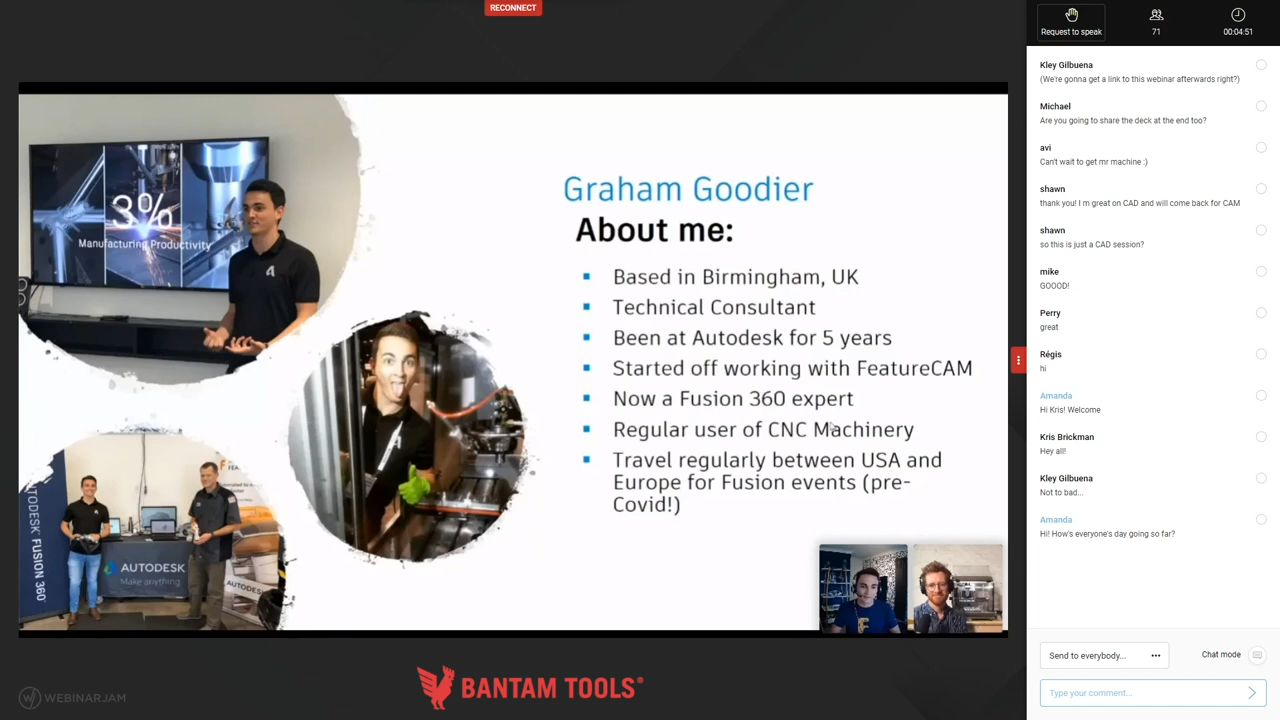 RECONNECT
3%
Manufacturing Productivity
AUTODESK FUSION 360
AUTODESK
Make anything
Graham Goodier
About me:
Based in Birmingham, UK
Technical Consultant
Been at Autodesk for 5 years
Started off working with FeatureCAM
Now a Fusion 360 expert
Regular user of CNC Machinery
Travel regularly between USA and
Europe for Fusion events (pre-
Covid!)
WEBINARJAM
BANTAM TOOLS®
Request to speak
71
00:04:51
Kley Gilbuena
(We're gonna get a link to this webinar afterwards right?)
Michael
Are you going to share the deck at the end too?
avi
Can't wait to get mr machine :)
shawn
thank you! I m great on CAD and will come back for CAM
shawn
so this is just a CAD session?
mike
GOOOD!
Perry
great
Régis
hi
Amanda
Hi Kris! Welcome
Kris Brickman
Hey all!
Kley Gilbuena
Not to bad...
Amanda
Hi! How's everyone's day going so far?
Send to everybody...
Chat mode
Type your comment...